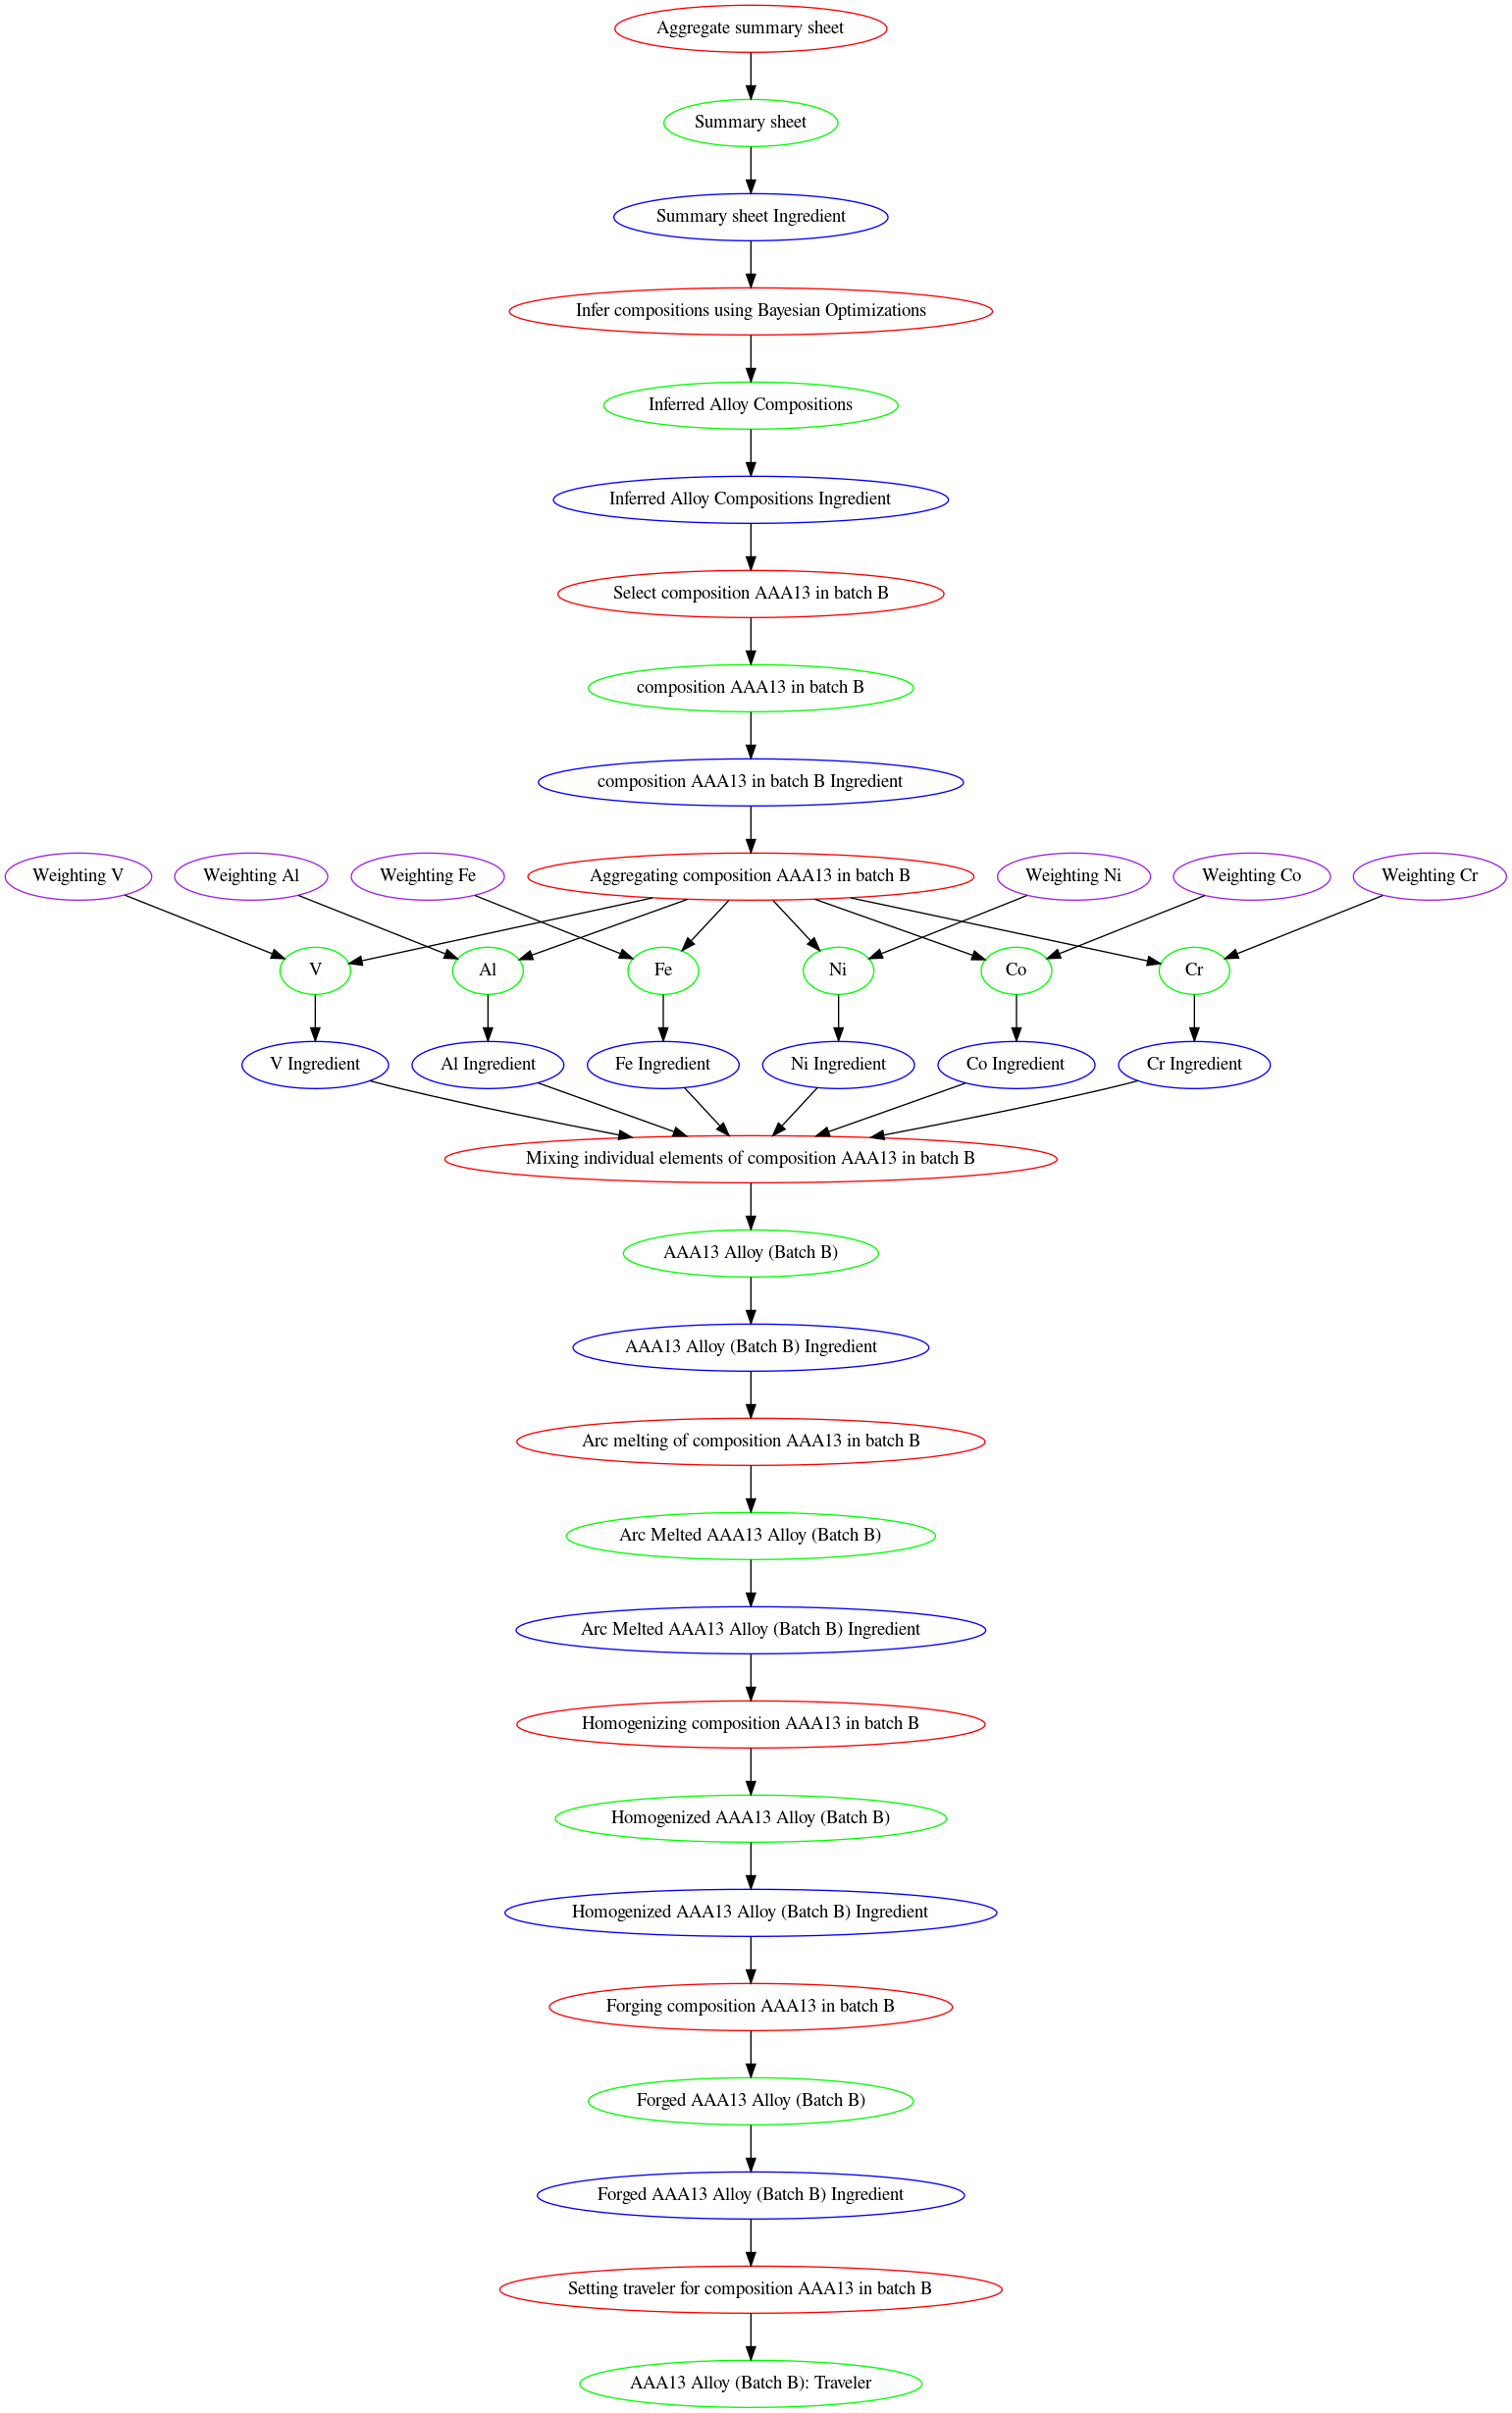 Aggregate summary sheet
Summary sheet
Summary sheet Ingredient
Infer compositions using Bayesian Optimizations
Inferred Alloy Compositions
Inferred Alloy Compositions Ingredient
Select composition AAA13 in batch B
composition AAA13 in batch B
composition AAA13 in batch B Ingredient
Weighting V
Weighting Al
Weighting Fe
Aggregating composition AAA13 in batch B
Weighting Ni
Weighting Co
Weighting Cr
V
Al
Fe
Ni
Co
Cr
V Ingredient
Al Ingredient
Fe Ingredient
Ni Ingredient
Co Ingredient
Cr Ingredient
Mixing individual elements of composition AAA13 in batch B
AAA13 Alloy (Batch B)
AAA13 Alloy (Batch B) Ingredient
Arc melting of composition AAA13 in batch B
Arc Melted AAA13 Alloy (Batch B)
Arc Melted AAA13 Alloy (Batch B) Ingredient
Homogenizing composition AAA13 in batch B
Homogenized AAA13 Alloy (Batch B)
Homogenized AAA13 Alloy (Batch B) Ingredient
Forging composition AAA13 in batch B
Forged AAA13 Alloy (Batch B)
Forged AAA13 Alloy (Batch B) Ingredient
Setting traveler for composition AAA13 in batch B
AAA13 Alloy (Batch B): Traveler